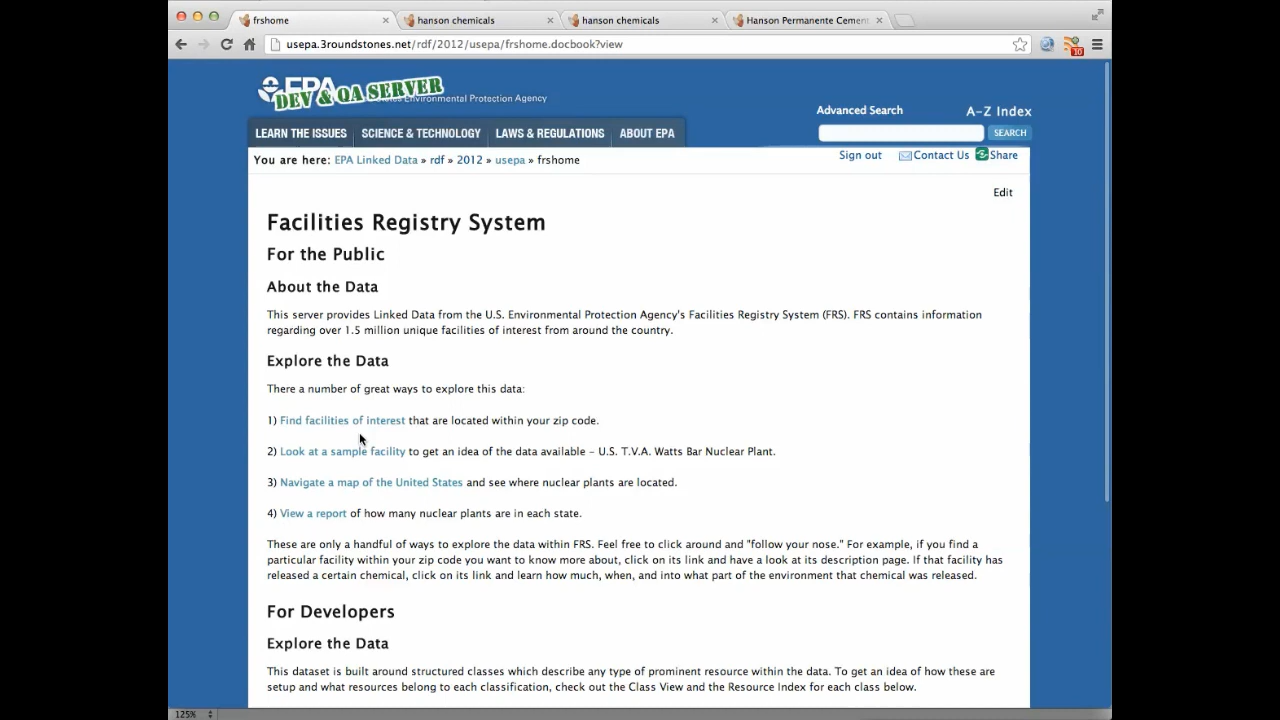 frshome
hanson chemicals
hanson chemicals
Hanson Permanente Cement
usepa.3roundstones.net/rdf/2012/usepa/frshome.docbook?view
10
EPA
DEV & QA SERVER
Environmental Protection Agency
Advanced Search
A-Z Index
SEARCH
LEARN THE ISSUES
SCIENCE & TECHNOLOGY
LAWS & REGULATIONS
ABOUT EPA
You are here: EPA Linked Data » rdf » 2012 » usepa » frshome
Sign out
Contact Us
Share
Edit
Facilities Registry System
For the Public
About the Data
This server provides Linked Data from the U.S. Environmental Protection Agency's Facilities Registry System (FRS). FRS contains information
regarding over 1.5 million unique facilities of interest from around the country.
Explore the Data
There a number of great ways to explore this data:
1) Find facilities of interest that are located within your zip code.
2) Look at a sample facility to get an idea of the data available - U.S. T.V.A. Watts Bar Nuclear Plant.
3) Navigate a map of the United States and see where nuclear plants are located.
4) View a report of how many nuclear plants are in each state.
These are only a handful of ways to explore the data within FRS. Feel free to click around and "follow your nose." For example, if you find a
particular facility within your zip code you want to know more about, click on its link and have a look at its description page. If that facility has
released a certain chemical, click on its link and learn how much, when, and into what part of the environment that chemical was released.
For Developers
Explore the Data
This dataset is built around structured classes which describe any type of prominent resource within the data. To get an idea of how these are
setup and what resources belong to each classification, check out the Class View and the Resource Index for each class below.
125%